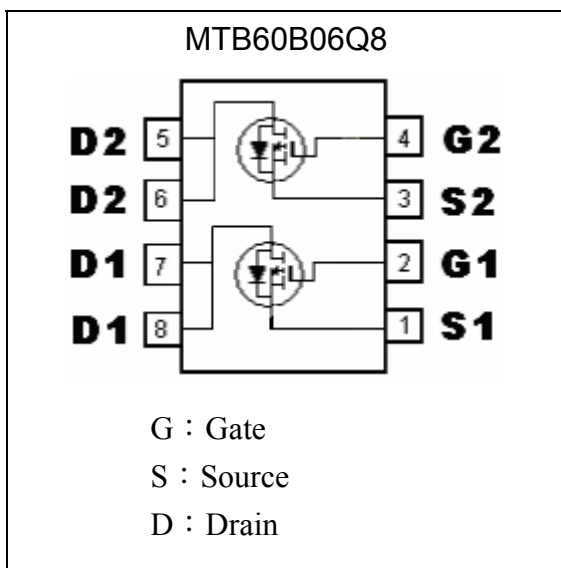 MTB60B06Q8
D2 5 4 G2
D2 6 3 S2
D1 7 2 G1
D1 8 1 S1
G：Gate
S：Source
D：Drain